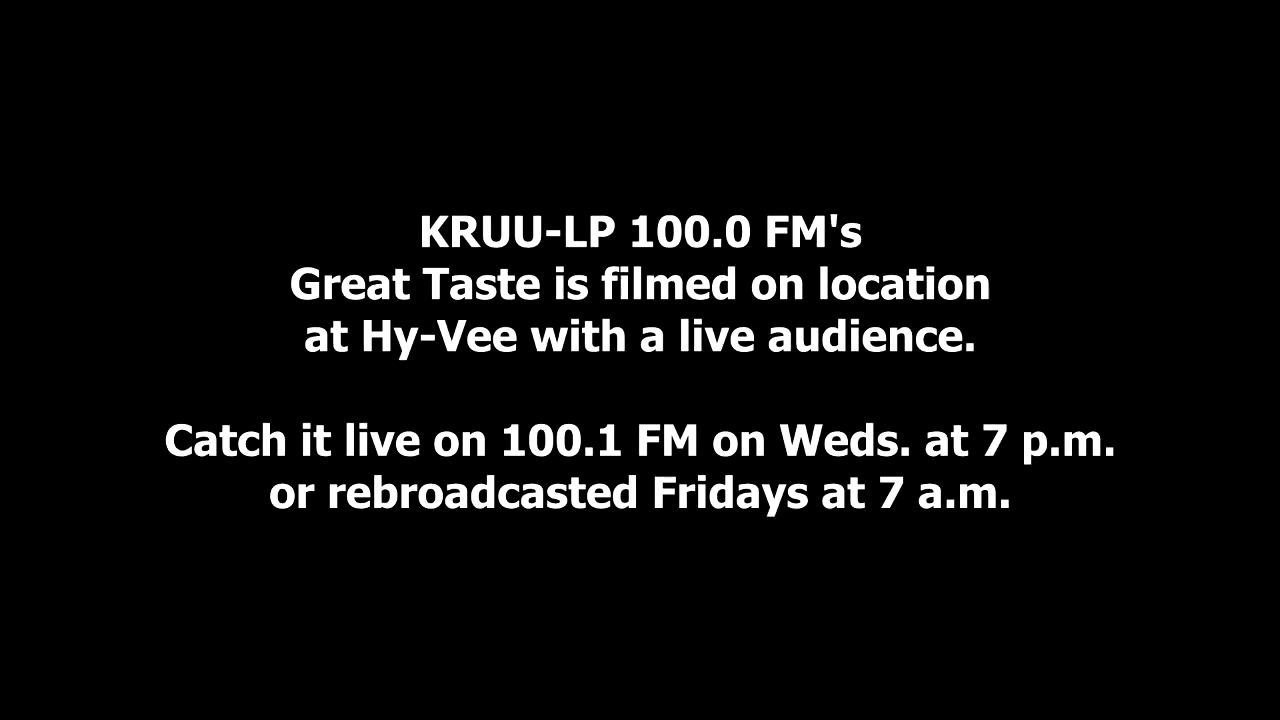 KRUU-LP 100.0 FM's
Great Taste is filmed on location
at Hy-Vee with a live audience.
Catch it live on 100.1 FM on Weds. at 7 p.m.
or rebroadcasted Fridays at 7 a.m.